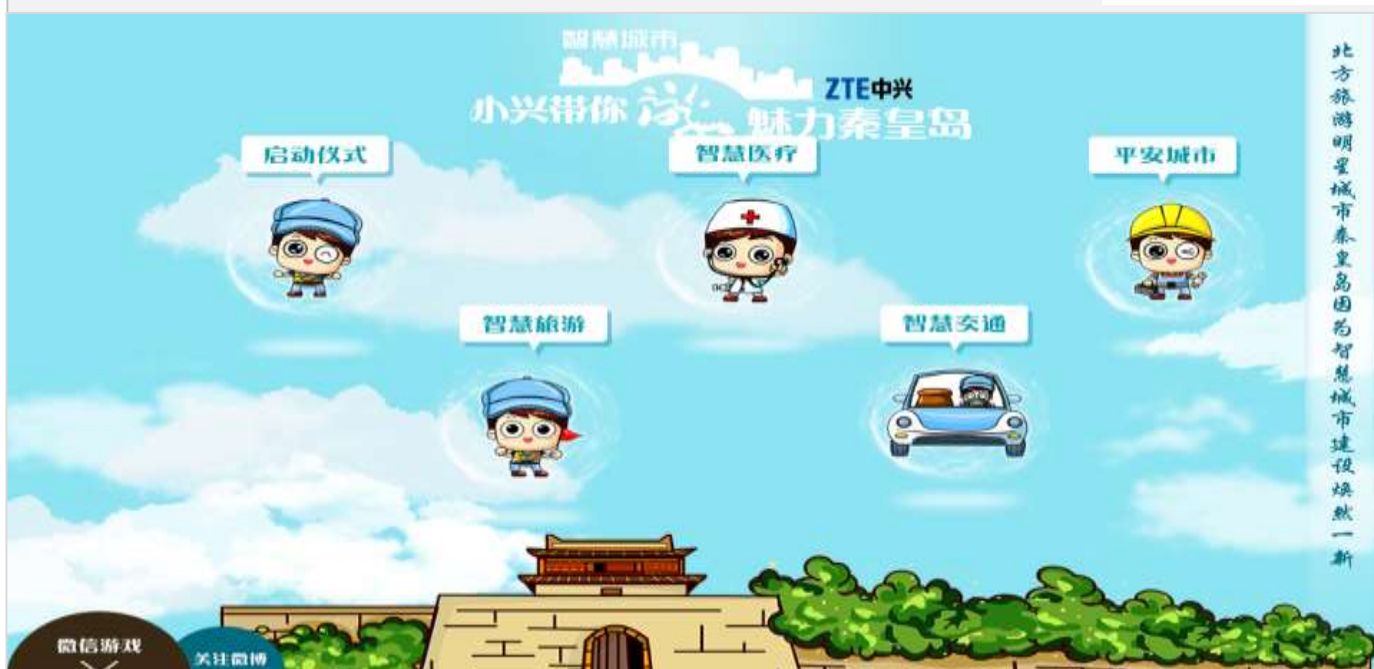 智慧城市
ZTE中兴
小兴带你游魅力秦皇岛
启动仪式
智慧医疗
平安城市
智慧旅游
智慧交通
北方旅游明星城市秦皇岛因为智慧城市建设焕然一新
微信游戏
关注微博